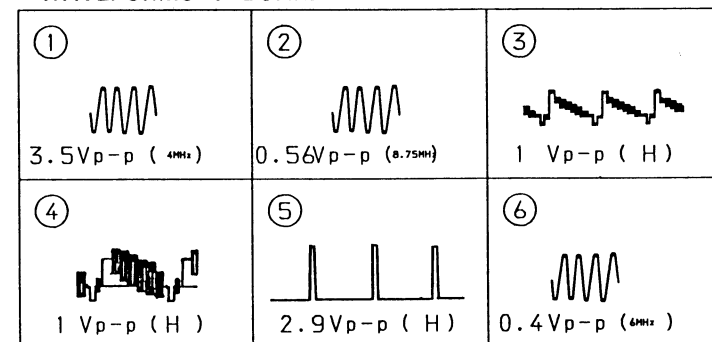 ① ② ③
3.5Vp-p ( 4MHz ) 0.56Vp-p (8.75MH) 1 Vp-p ( H )
④ ⑤ ⑥
1 Vp-p ( H ) 2.9Vp-p ( H ) 0.4Vp-p ( 6MHz )